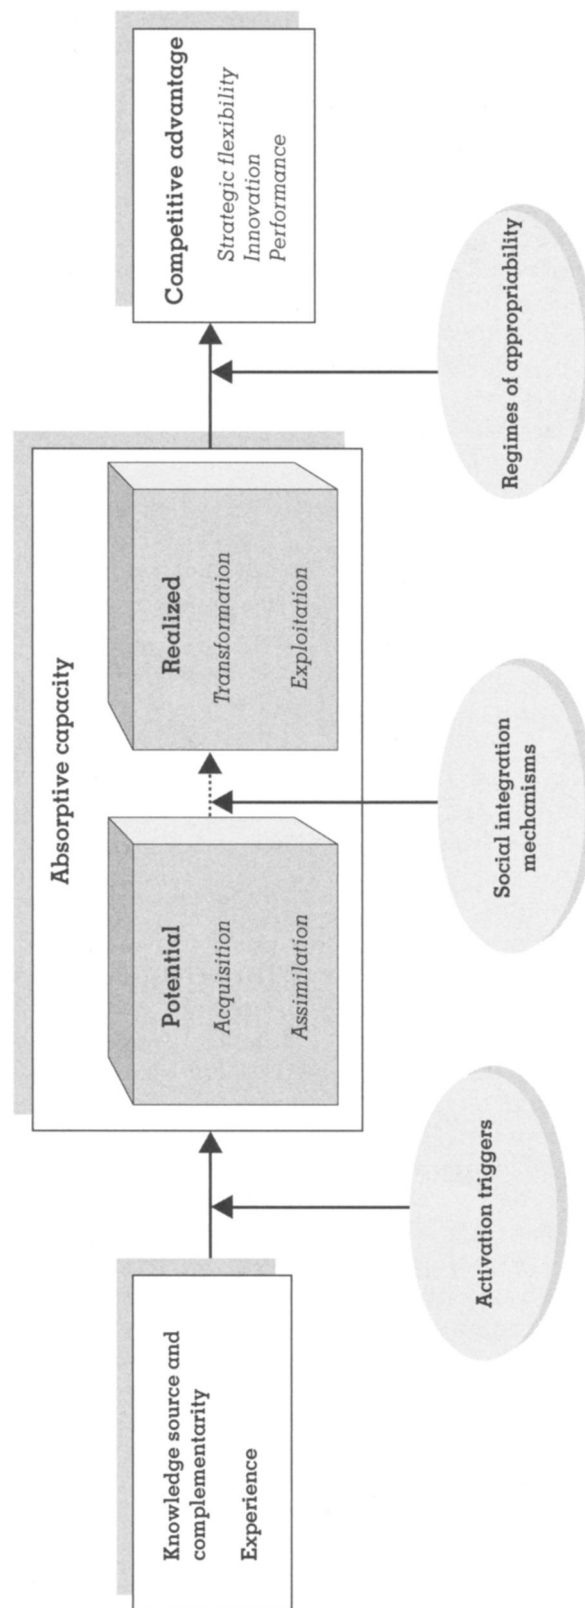 Knowledge source and
complementarity
Experience
Activation triggers
Absorptive capacity
Potential
Acquisition
Assimilation
Social integration
mechanisms
Realized
Transformation
Exploitation
Regimes of appropriability
Competitive advantage
Strategic flexibility
Innovation
Performance